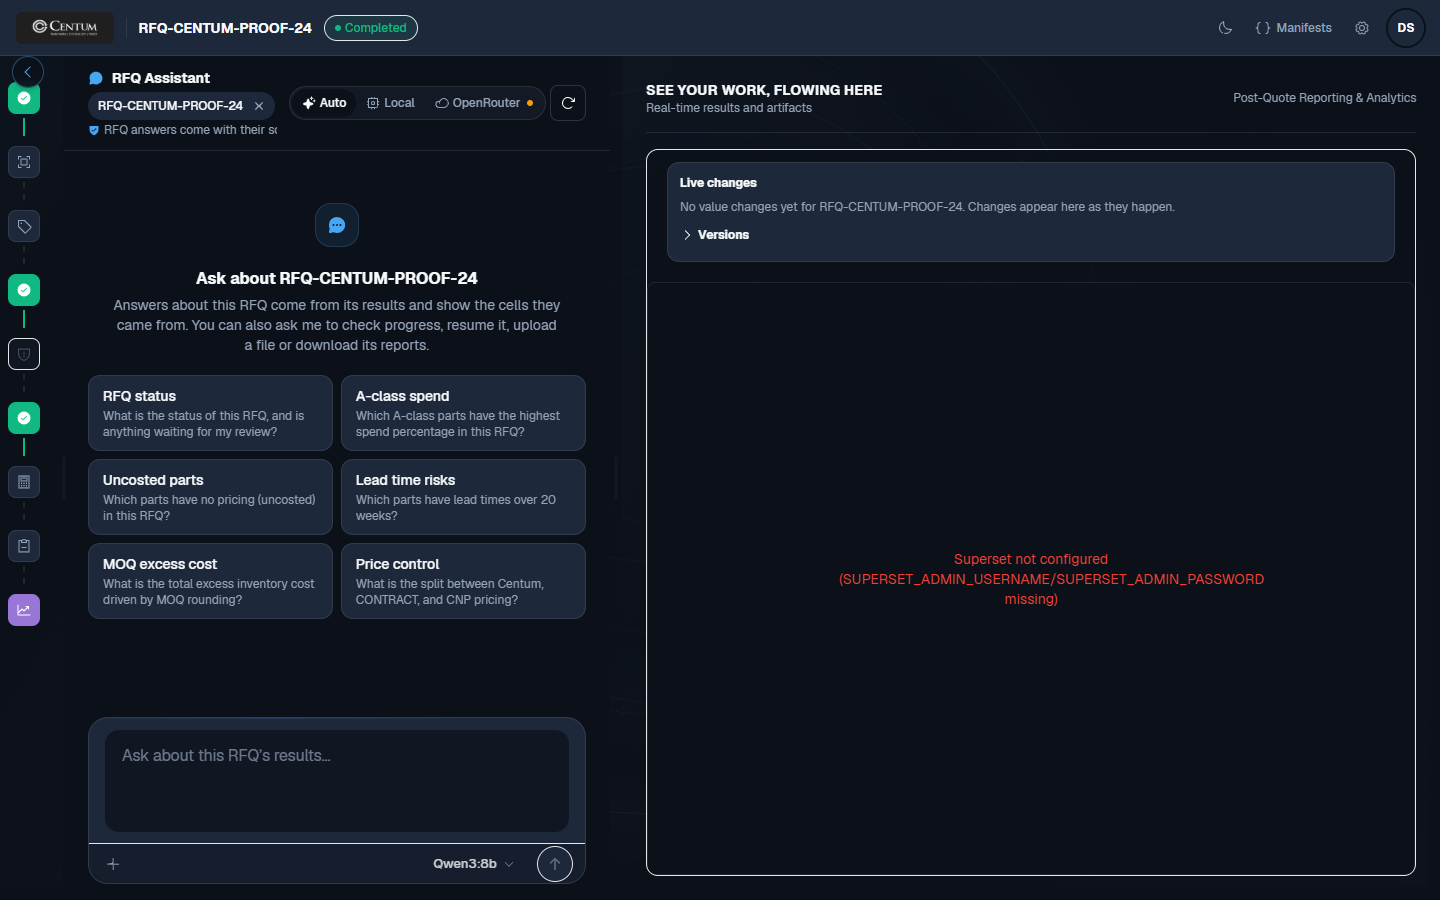 CENTUM
RFQ-CENTUM-PROOF-24
Completed
Manifests
DS
RFQ Assistant
RFQ-CENTUM-PROOF-24
Auto
Local
OpenRouter
RFQ answers come with their so
SEE YOUR WORK, FLOWING HERE
Real-time results and artifacts
Post-Quote Reporting & Analytics
Live changes
No value changes yet for RFQ-CENTUM-PROOF-24. Changes appear here as they happen.
Versions
Ask about RFQ-CENTUM-PROOF-24
Answers about this RFQ come from its results and show the cells they
came from. You can also ask me to check progress, resume it, upload
a file or download its reports.
RFQ status
What is the status of this RFQ, and is
anything waiting for my review?
A-class spend
Which A-class parts have the highest
spend percentage in this RFQ?
Uncosted parts
Which parts have no pricing (uncosted)
in this RFQ?
Lead time risks
Which parts have lead times over 20
weeks?
MOQ excess cost
What is the total excess inventory cost
driven by MOQ rounding?
Price control
What is the split between Centum,
CONTRACT, and CNP pricing?
Superset not configured
(SUPERSET_ADMIN_USERNAME/SUPERSET_ADMIN_PASSWORD
missing)
Ask about this RFQ's results...
Qwen3:8b